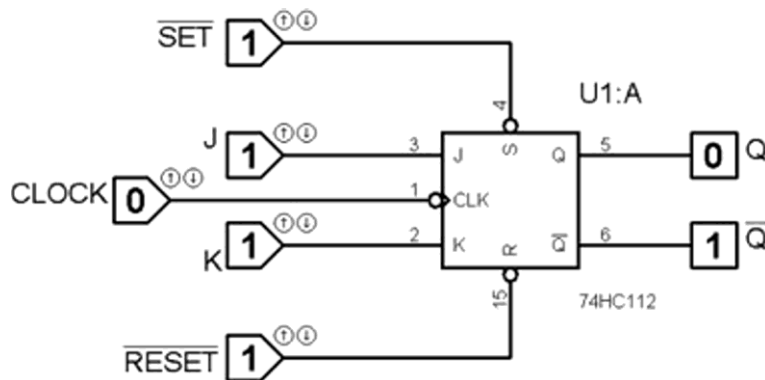 SET 1
4
U1:A
J 1 3 J S Q 5 0 Q
CLOCK 0 1 CLK
K 1 2 K R Q 6 1 Q
15
74HC112
RESET 1